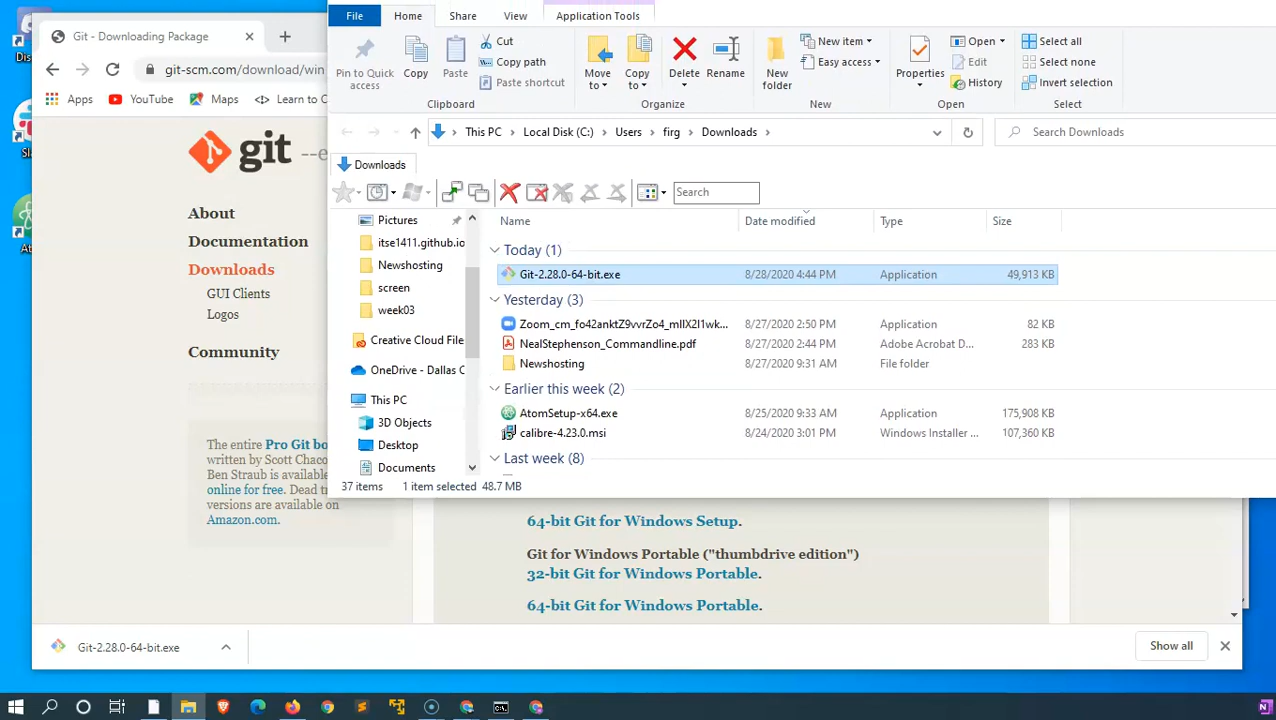 Dis
Git - Downloading Package
git-scm.com/download/win
Apps
YouTube
Maps
Learn to C
Sla
At
git --e
About
Documentation
Downloads
GUI Clients
Logos
Community
The entire Pro Git bo
written by Scott Chaco
Ben Straub is available
online for free. Dead tr
versions are available on
Amazon.com.
File
Home
Share
View
Application Tools
Pin to Quick access
Copy
Paste
Cut
Copy path
Paste shortcut
Clipboard
Move to
Copy to
Delete
Rename
Organize
New folder
New item
Easy access
New
Properties
Open
Edit
History
Open
Select all
Select none
Invert selection
Select
This PC
Local Disk (C:)
Users
firg
Downloads
Search Downloads
Downloads
Search
Pictures
itse1411.github.io
Newshosting
screen
week03
Creative Cloud File
OneDrive - Dallas C
This PC
3D Objects
Desktop
Documents
Name Date modified Type Size
Today (1)
Git-2.28.0-64-bit.exe 8/28/2020 4:44 PM Application 49,913 KB
Yesterday (3)
8/27/2020 2:50 PM Application 82 KB
NealStephenson_Commandline.pdf 8/27/2020 2:44 PM Adobe Acrobat D... 283 KB
Newshosting 8/27/2020 9:31 AM File folder
Earlier this week (2)
AtomSetup-x64.exe 8/25/2020 9:33 AM Application 175,908 KB
calibre-4.23.0.msi 8/24/2020 3:01 PM Windows Installer ... 107,360 KB
Last week (8)
37 items 1 item selected 48.7 MB
64-bit Git for Windows Setup.
Git for Windows Portable ("thumbdrive edition")
32-bit Git for Windows Portable.
64-bit Git for Windows Portable.
Git-2.28.0-64-bit.exe
Show all